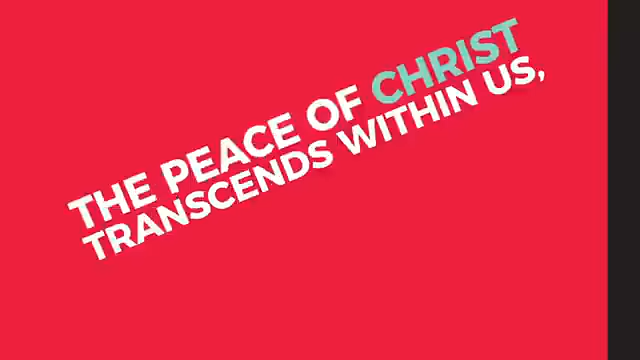 THE PEACE OF CHRIST
TRANSCENDS WITHIN US,